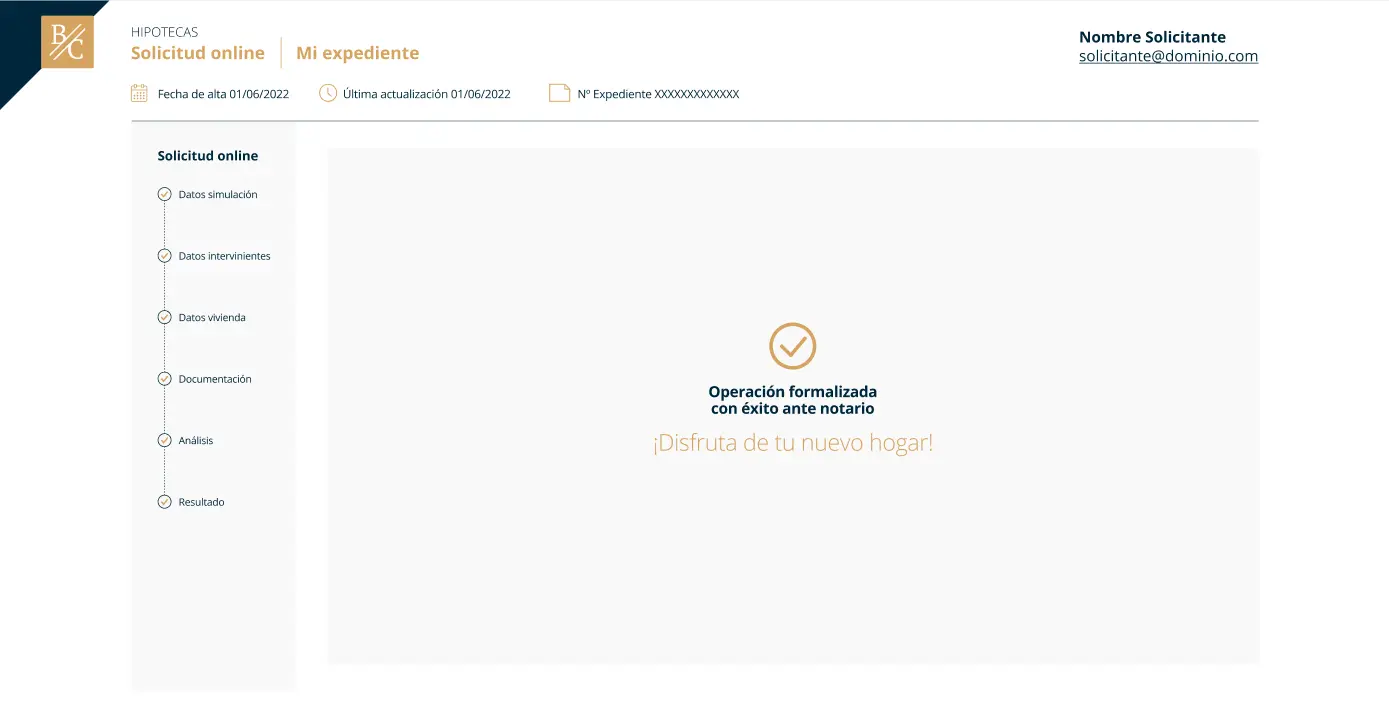 B/C
HIPOTECAS
Solicitud online
Mi expediente
Nombre Solicitante
solicitante@dominio.com
Fecha de alta 01/06/2022
Última actualización 01/06/2022
Nº Expediente XXXXXXXXXXXXX
Solicitud online
Datos simulación
Datos intervinientes
Datos vivienda
Documentación
Análisis
Resultado
Operación formalizada
con éxito ante notario
¡Disfruta de tu nuevo hogar!